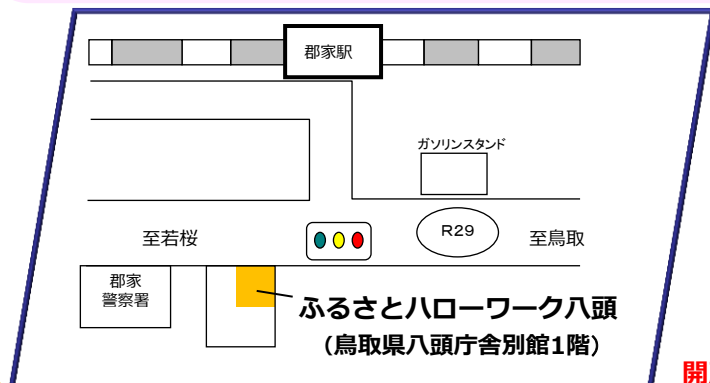 郡家駅
ガソリンスタンド
至若桜
R29
至鳥取
郡家
警察署
ふるさとハローワーク八頭
（鳥取県八頭庁舎別館1階）
開